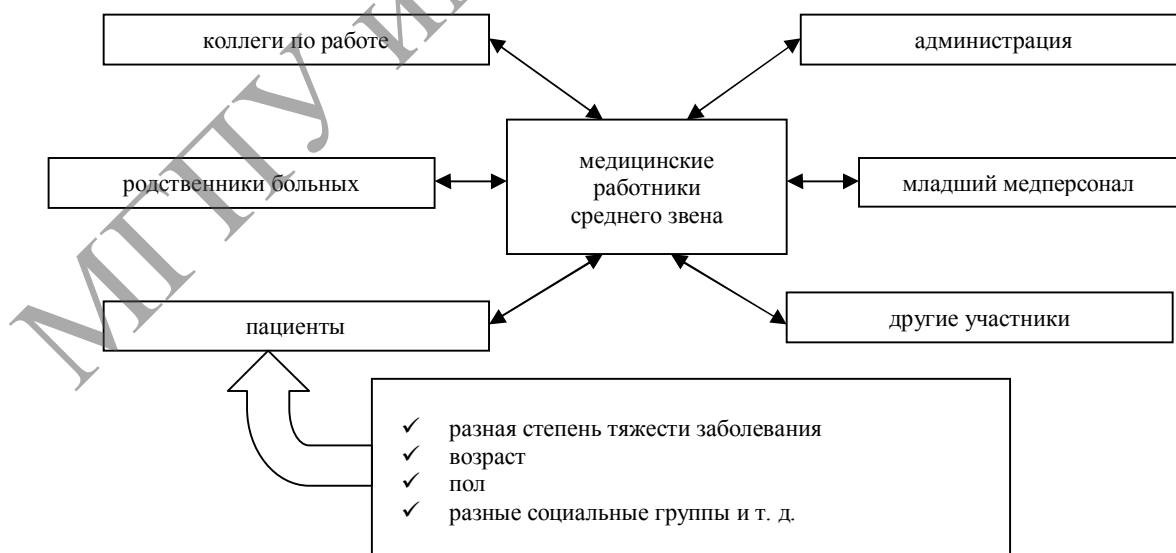 коллеги по работе
администрация
медицинские
работники
среднего звена
родственники больных
младший медперсонал
пациенты
другие участники
✓ разная степень тяжести заболевания
✓ возраст
✓ пол
✓ разные социальные группы и т. д.
МГПУ